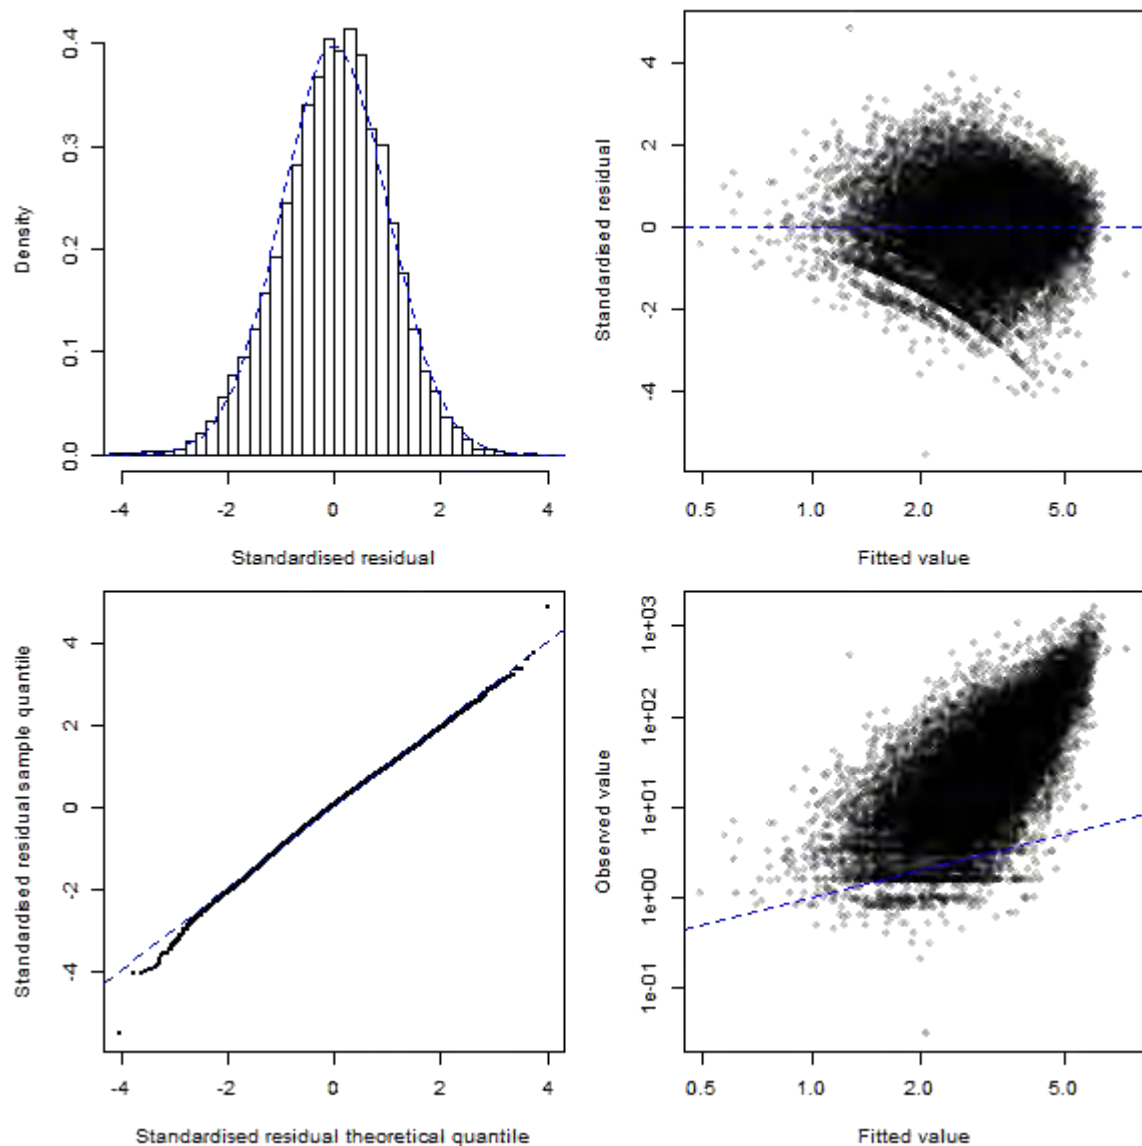 0.4
0.3
0.2
0.1
0.0
Density
-4 -2 0 2 4
Standardised residual
4
2
0
-2
-4
Standardised residual
0.5 1.0 2.0 5.0
Fitted value
4
2
0
-2
-4
Standardised residual sample quantile
-4 -2 0 2 4
Standardised residual theoretical quantile
1e+03
1e+02
1e+01
1e+00
1e-01
Observed value
0.5 1.0 2.0 5.0
Fitted value